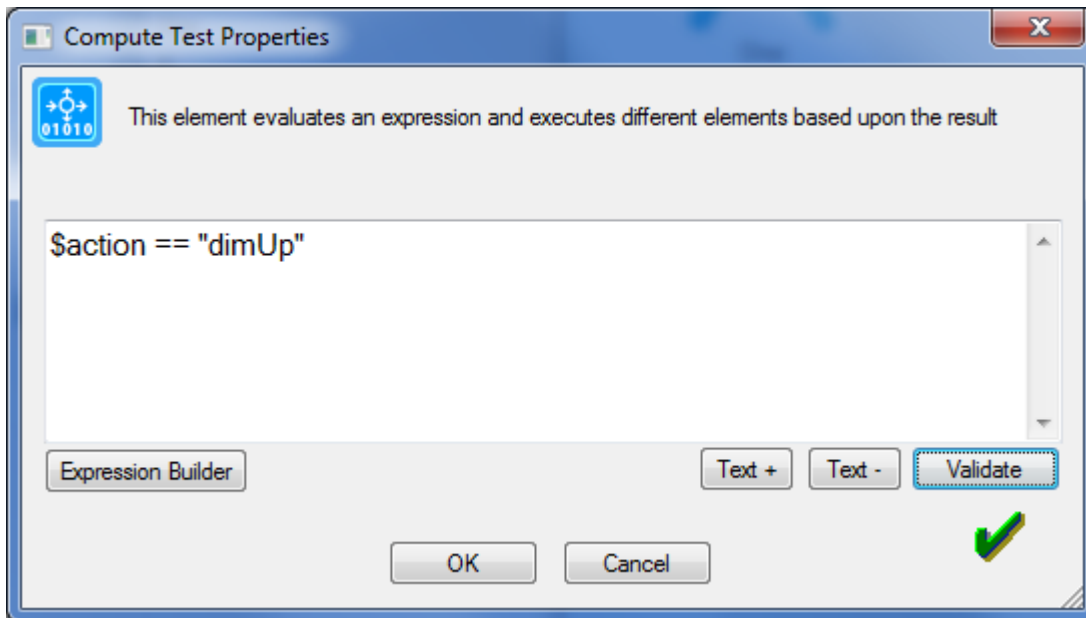 Compute Test Properties
01010
This element evaluates an expression and executes different elements based upon the result
$action == "dimUp"
Expression Builder
Text +
Text -
Validate
OK
Cancel